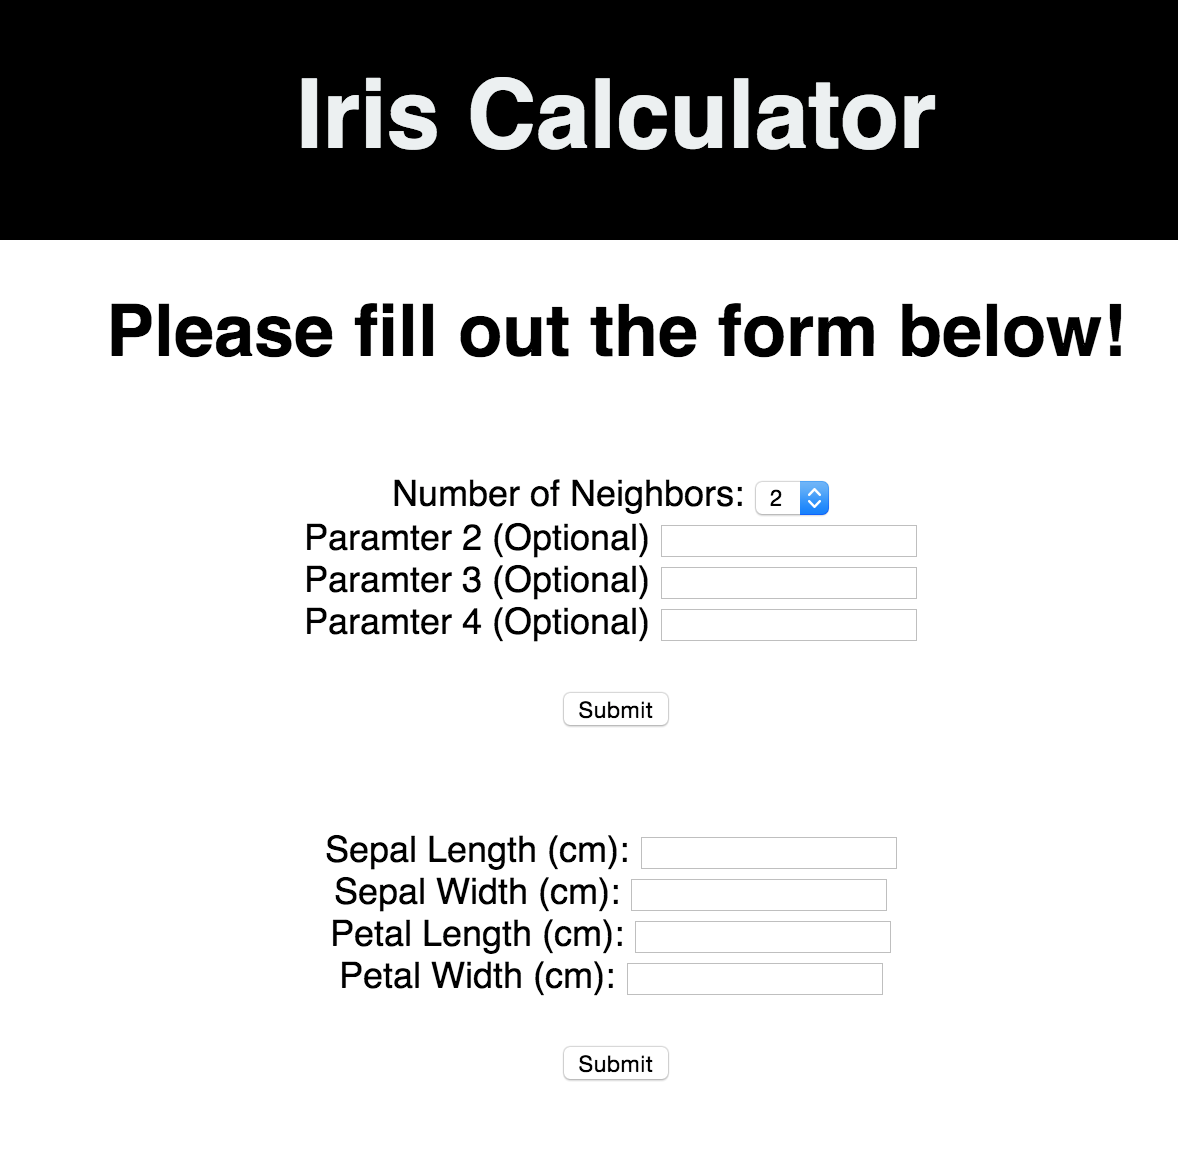 Iris Calculator
Please fill out the form below!
Number of Neighbors: 2
Paramter 2 (Optional)
Paramter 3 (Optional)
Paramter 4 (Optional)
Submit
Sepal Length (cm):
Sepal Width (cm):
Petal Length (cm):
Petal Width (cm):
Submit